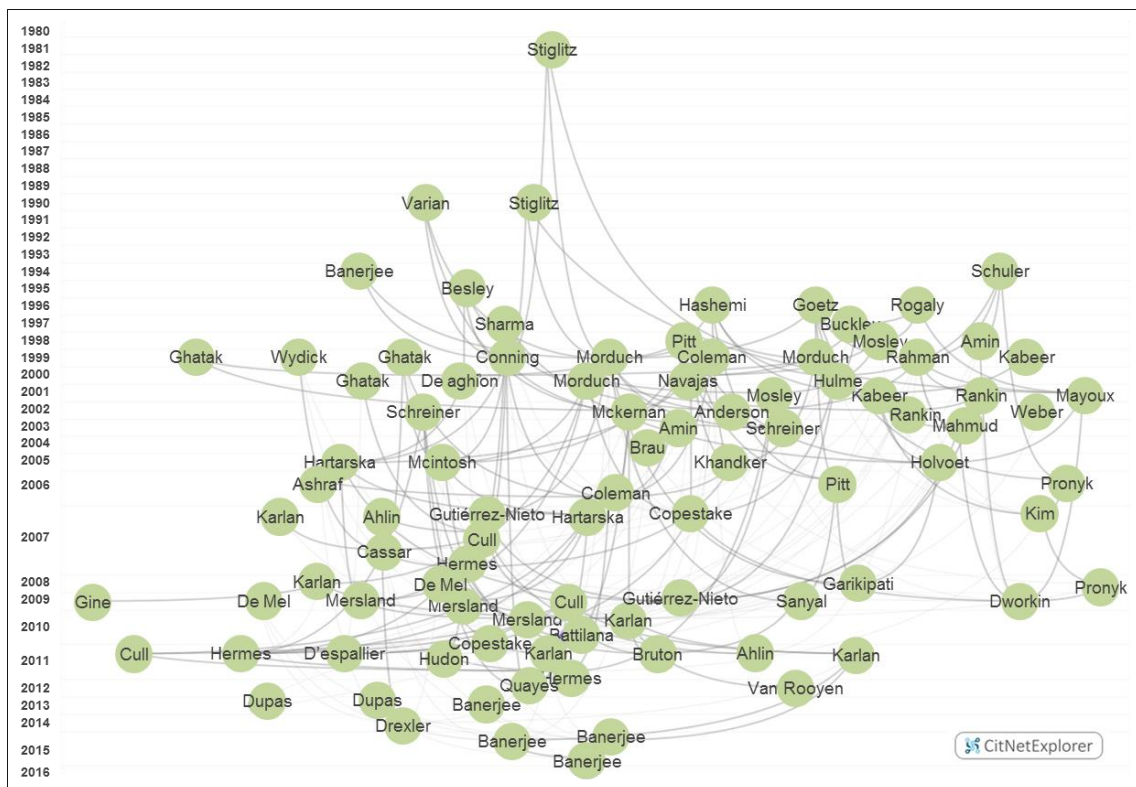 1980
1981
Stiglitz
1982
1983
1984
1985
1986
1987
1988
1989
1990
Varian
Stiglitz
1991
1992
1993
1994
Banerjee
Schuler
1995
Besley
1996
Hashemi
Goetz
Rogaly
1997
Sharma
Buckley
1998
Pitt
Mosley
Amin
1999
Ghatak
Wydick
Ghatak
Conning
Morduch
Coleman
Morduch
Rahman
Kabeer
2000
Ghatak
De aghion
Morduch
Navajas
Hulme
2001
Mosley
Kabeer
Rankin
Mayoux
2002
Schreiner
Mckernan
Anderson
Rankin
Weber
2003
Amin
Schreiner
Mahmud
2004
Brau
2005
Hartarska
Mcintosh
Khandker
Holvoet
2006
Ashraf
Coleman
Pitt
Pronyk
Karlan
Ahlin
Gutiérrez-Nieto
Hartarska
Copestake
Kim
2007
Cull
Cassar
Hermes
2008
Karlan
De Mel
Garikipati
Pronyk
2009
Gine
De Mel
Mersland
Mersland
Cull
Gutiérrez-Nieto
Sanyal
Dworkin
2010
Mersland
Karlan
Battilana
Copestake
2011
Cull
Hermes
D'espallier
Hudon
Karlan
Bruton
Ahlin
Karlan
2012
Quayes
Hermes
Van Rooyen
2013
Dupas
Dupas
Banerjee
2014
Drexler
2015
Banerjee
Banerjee
2016
Banerjee
CitNetExplorer